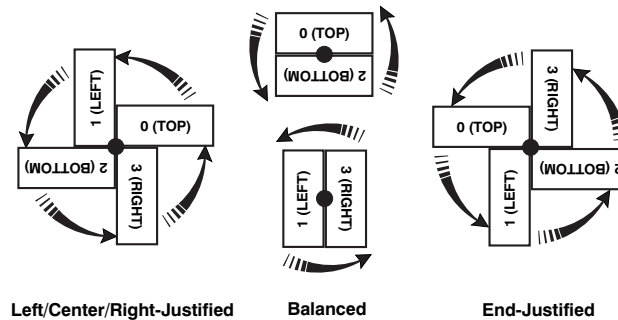 1 (LEFT)
0 (TOP)
2 (BOTTOM)
3 (RIGHT)
Left/Center/Right-Justified
0 (TOP)
2 (BOTTOM)
1 (LEFT)
3 (RIGHT)
Balanced
3 (RIGHT)
0 (TOP)
1 (LEFT)
2 (BOTTOM)
End-Justified